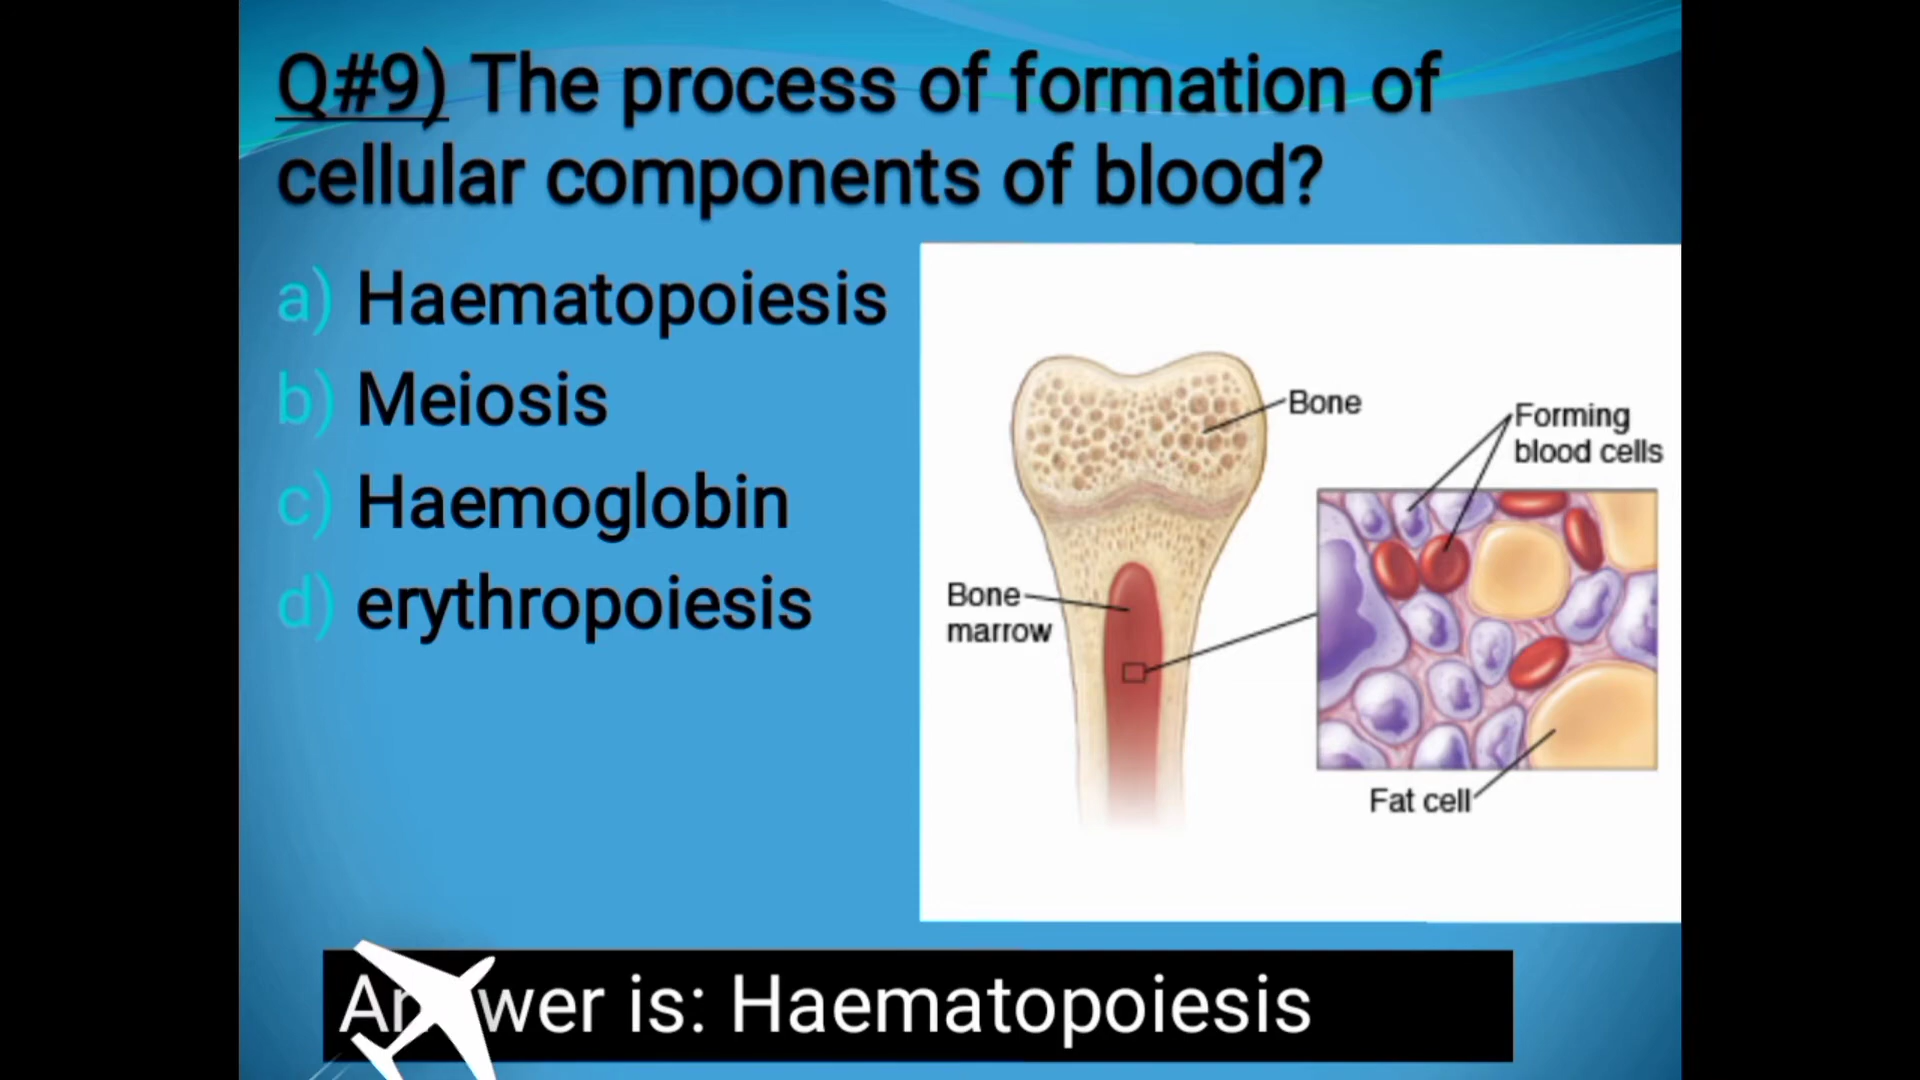 Q#9) The process of formation of
cellular components of blood?
a) Haematopoiesis
b) Meiosis
c) Haemoglobin
d) erythropoiesis
Bone
Forming
blood cells
Bone
marrow
Fat cell
is: Haematopoiesis